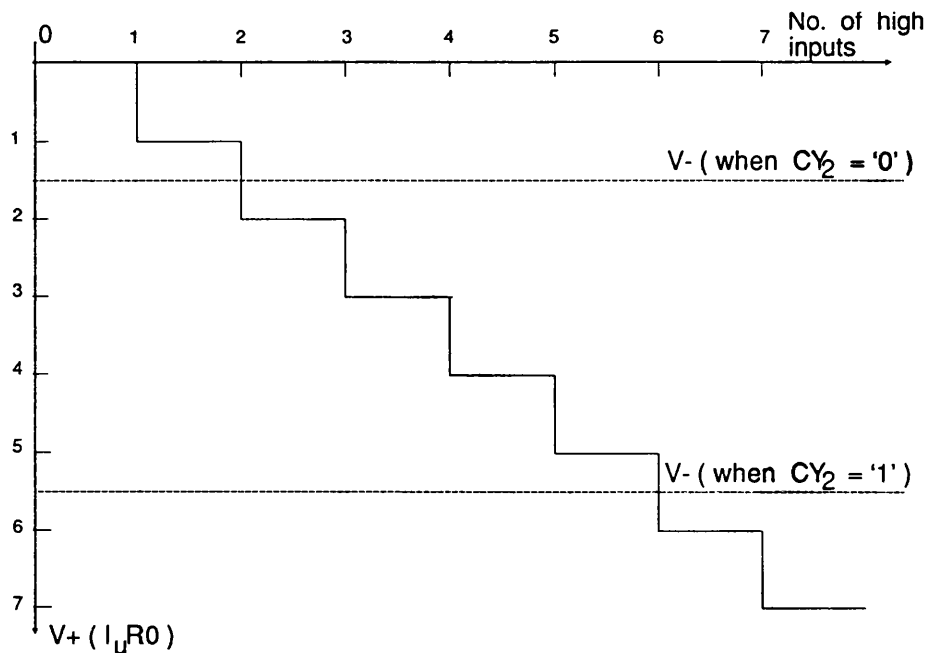 0 1 2 3 4 5 6 7 No. of high
inputs
1
V- ( when CY2 = '0' )
2
3
4
5
V- ( when CY2 = '1' )
6
7
V+ ( IuR0 )